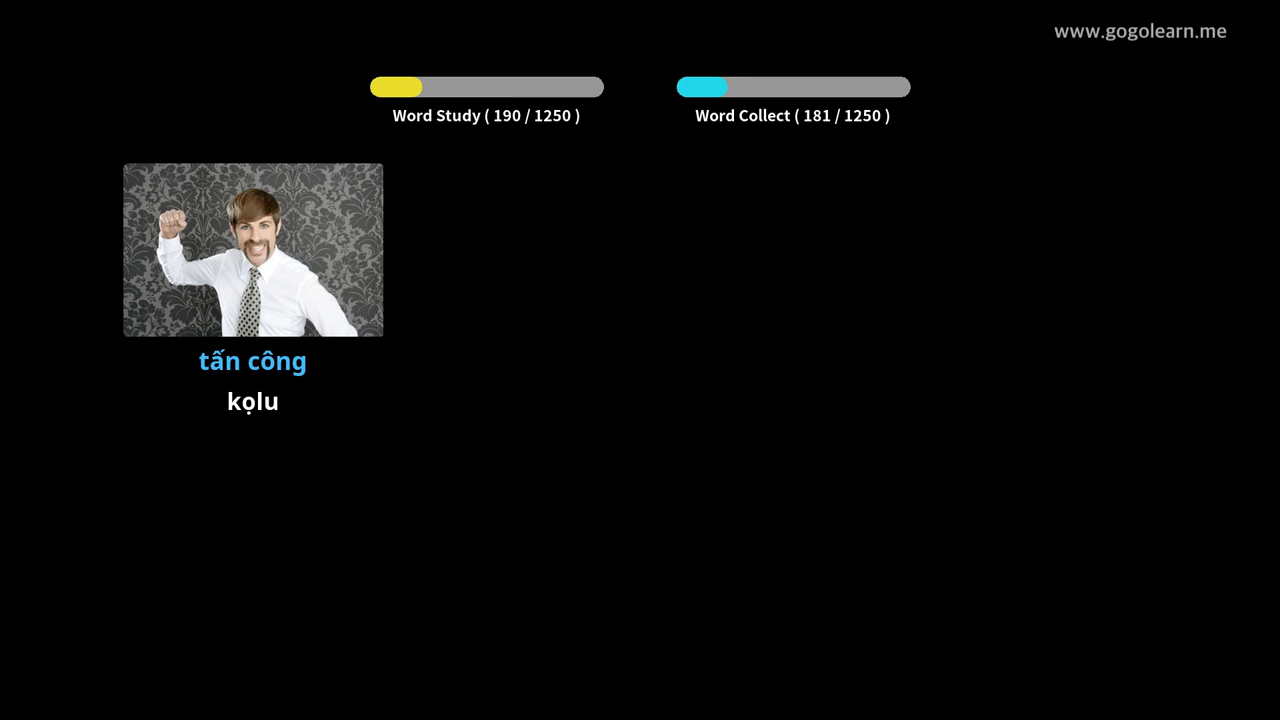 www.gogolearn.me
Word Study ( 190 / 1250 )
Word Collect ( 181 / 1250 )
tấn công
kọlu